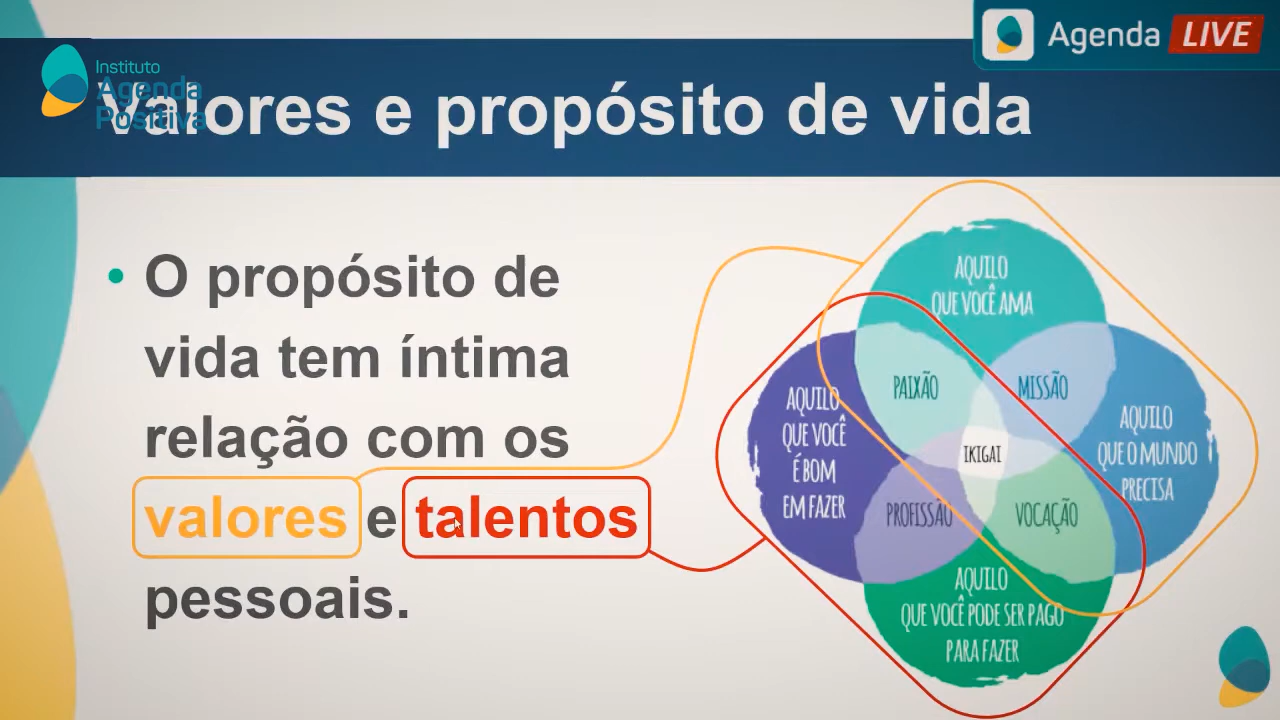 Agenda LIVE
Instituto
Agenda
Positiva
Valores e propósito de vida
• O propósito de
vida tem íntima
relação com os
valores e talentos
pessoais.
AQUILO
QUE VOCÊ AMA
PAIXÃO
MISSÃO
AQUILO
QUE VOCÊ
É BOM
EM FAZER
IKIGAI
AQUILO
QUE O MUNDO
PRECISA
PROFISSÃO
VOCAÇÃO
AQUILO
QUE VOCÊ PODE SER PAGO
PARA FAZER